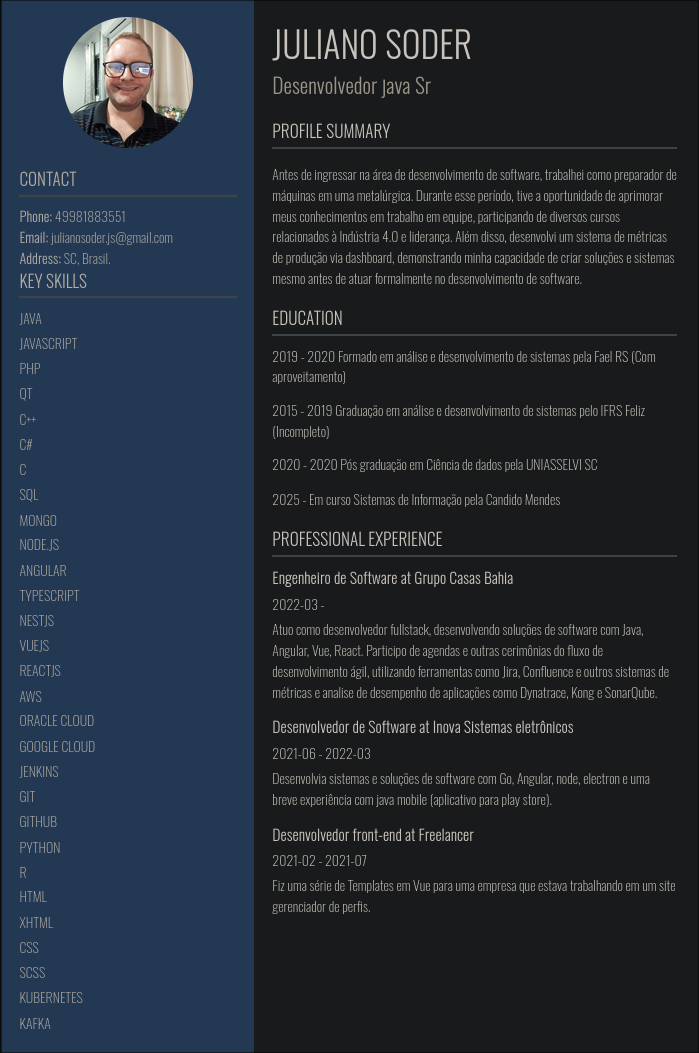 CONTACT
Phone: 49981883551
Email: julianosoder.js@gmail.com
Address: SC, Brasil.
KEY SKILLS
JAVA
JAVASCRIPT
PHP
QT
C++
C#
C
SQL
MONGO
NODE.JS
ANGULAR
TYPESCRIPT
NESTJS
VUEJS
REACTJS
AWS
ORACLE CLOUD
GOOGLE CLOUD
JENKINS
GIT
GITHUB
PYTHON
R
HTML
XHTML
CSS
SCSS
KUBERNETES
KAFKA
JULIANO SODER
Desenvolvedor java Sr
PROFILE SUMMARY
Antes de ingressar na área de desenvolvimento de software, trabalhei como preparador de
máquinas em uma metalúrgica. Durante esse período, tive a oportunidade de aprimorar
meus conhecimentos em trabalho em equipe, participando de diversos cursos
relacionados à Indústria 4.0 e liderança. Além disso, desenvolvi um sistema de métricas
de produção via dashboard, demonstrando minha capacidade de criar soluções e sistemas
mesmo antes de atuar formalmente no desenvolvimento de software.
EDUCATION
2019 - 2020 Formado em análise e desenvolvimento de sistemas pela Fael RS (Com
aproveitamento)
2015 - 2019 Graduação em análise e desenvolvimento de sistemas pelo IFRS Feliz
(Incompleto)
2020 - 2020 Pós graduação em Ciência de dados pela UNIASSELVI SC
2025 - Em curso Sistemas de Informação pela Candido Mendes
PROFESSIONAL EXPERIENCE
Engenheiro de Software at Grupo Casas Bahia
2022-03 -
Atuo como desenvolvedor fullstack, desenvolvendo soluções de software com Java,
Angular, Vue, React. Participo de agendas e outras cerimônias do fluxo de
desenvolvimento ágil, utilizando ferramentas como Jira, Confluence e outros sistemas de
métricas e analise de desempenho de aplicações como Dynatrace, Kong e SonarQube.
Desenvolvedor de Software at Inova Sistemas eletrônicos
2021-06 - 2022-03
Desenvolvia sistemas e soluções de software com Go, Angular, node, electron e uma
breve experiência com java mobile (aplicativo para play store).
Desenvolvedor front-end at Freelancer
2021-02 - 2021-07
Fiz uma série de Templates em Vue para uma empresa que estava trabalhando em um site
gerenciador de perfis.